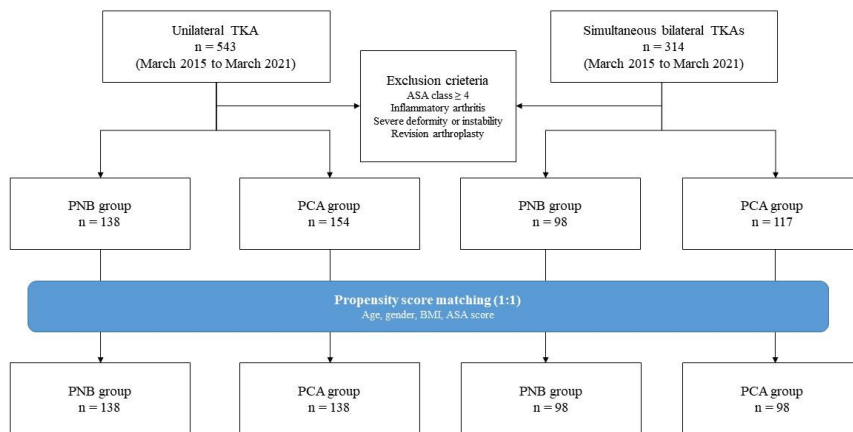 Unilateral TKA
n = 543
(March 2015 to March 2021)
Simultaneous bilateral TKAs
n = 314
(March 2015 to March 2021)
Exclusion crieteria
ASA class ≥ 4
Inflammatory arthritis
Severe deformity or instability
Revision arthroplasty
PNB group
n = 138
PCA group
n = 154
PNB group
n = 98
PCA group
n = 117
Propensity score matching (1:1)
Age, gender, BMI, ASA score
PNB group
n = 138
PCA group
n = 138
PNB group
n = 98
PCA group
n = 98